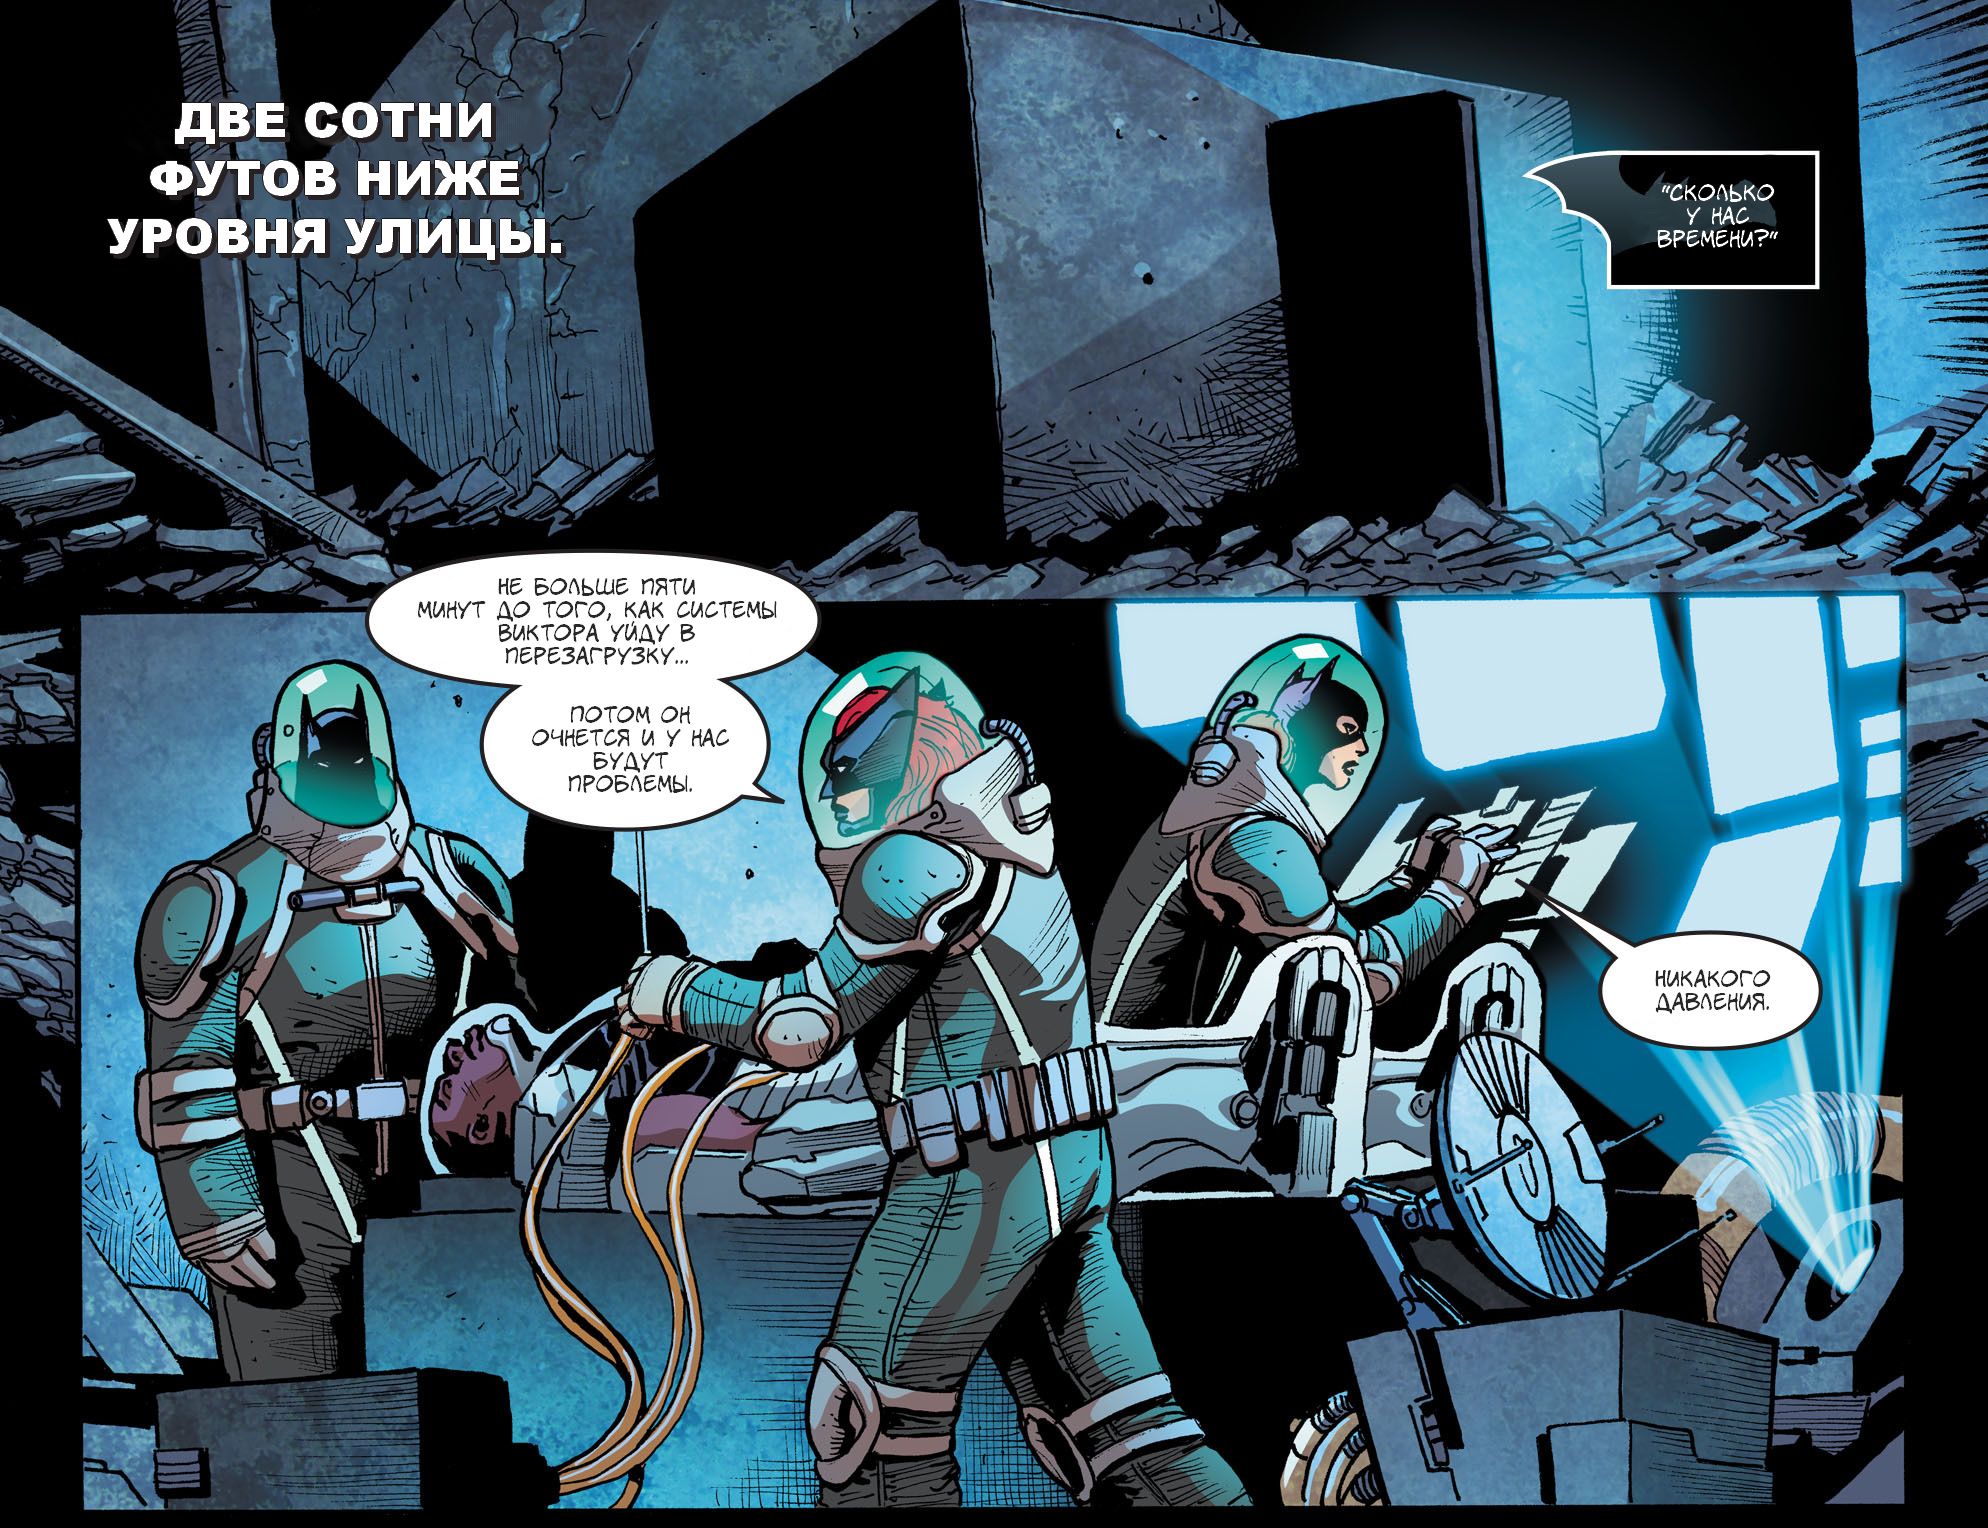 ДВЕ СОТНИ
ФУТОВ НИЖЕ
УРОВНЯ УЛИЦЫ.
"СКОЛЬКО
У НАС
ВРЕМЕНИ?"
НЕ БОЛЬШЕ ПЯТИ
МИНУТ ДО ТОГО, КАК СИСТЕМЫ
ВИКТОРА УЙДУ В
ПЕРЕЗАГРУЗКУ...
ПОТОМ ОН
ОЧНЕТСЯ И У НАС
БУДУТ
ПРОБЛЕМЫ.
НИКАКОГО
ДАВЛЕНИЯ.